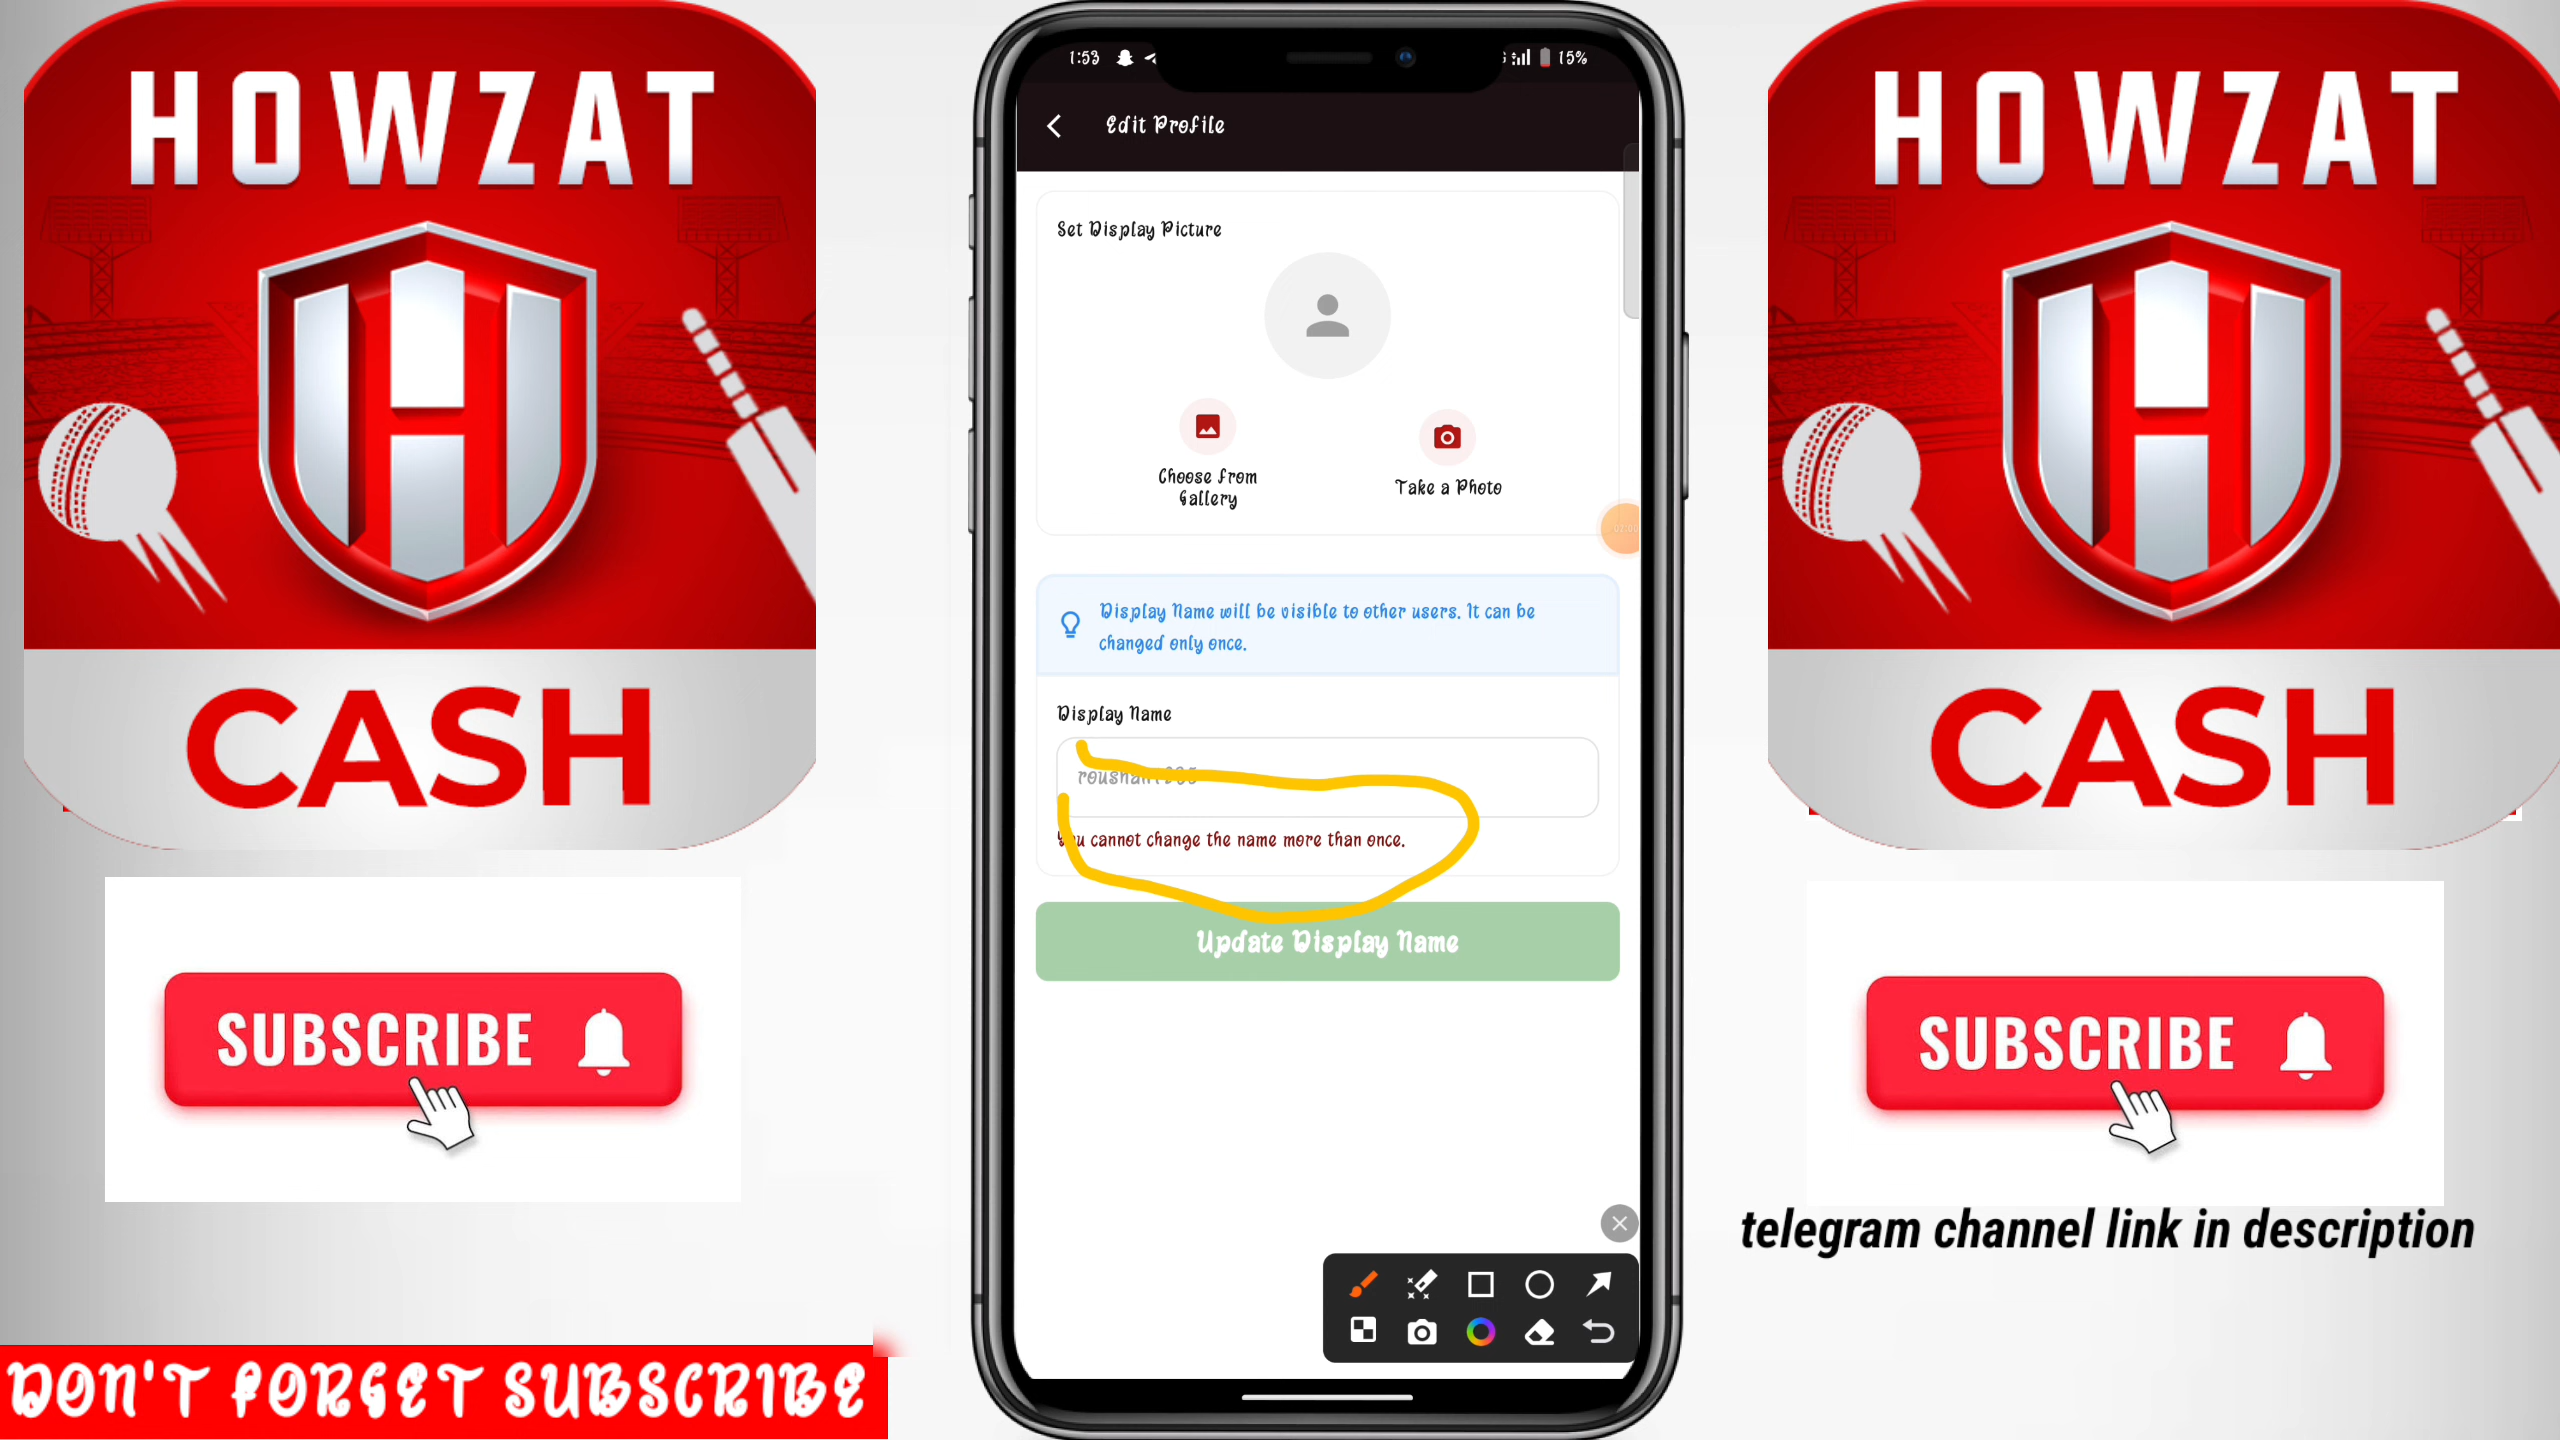 HOWZAT
CASH
SUBSCRIBE
DON'T FORGET SUBSCRIBE
1:53
15%
Edit Profile
Set Display Picture
Choose from
Gallery
Take a Photo
Display Name will be visible to other users. It can be
changed only once.
Display Name
You cannot change the name more than once.
Update Display Name
HOWZAT
CASH
SUBSCRIBE
telegram channel link in description